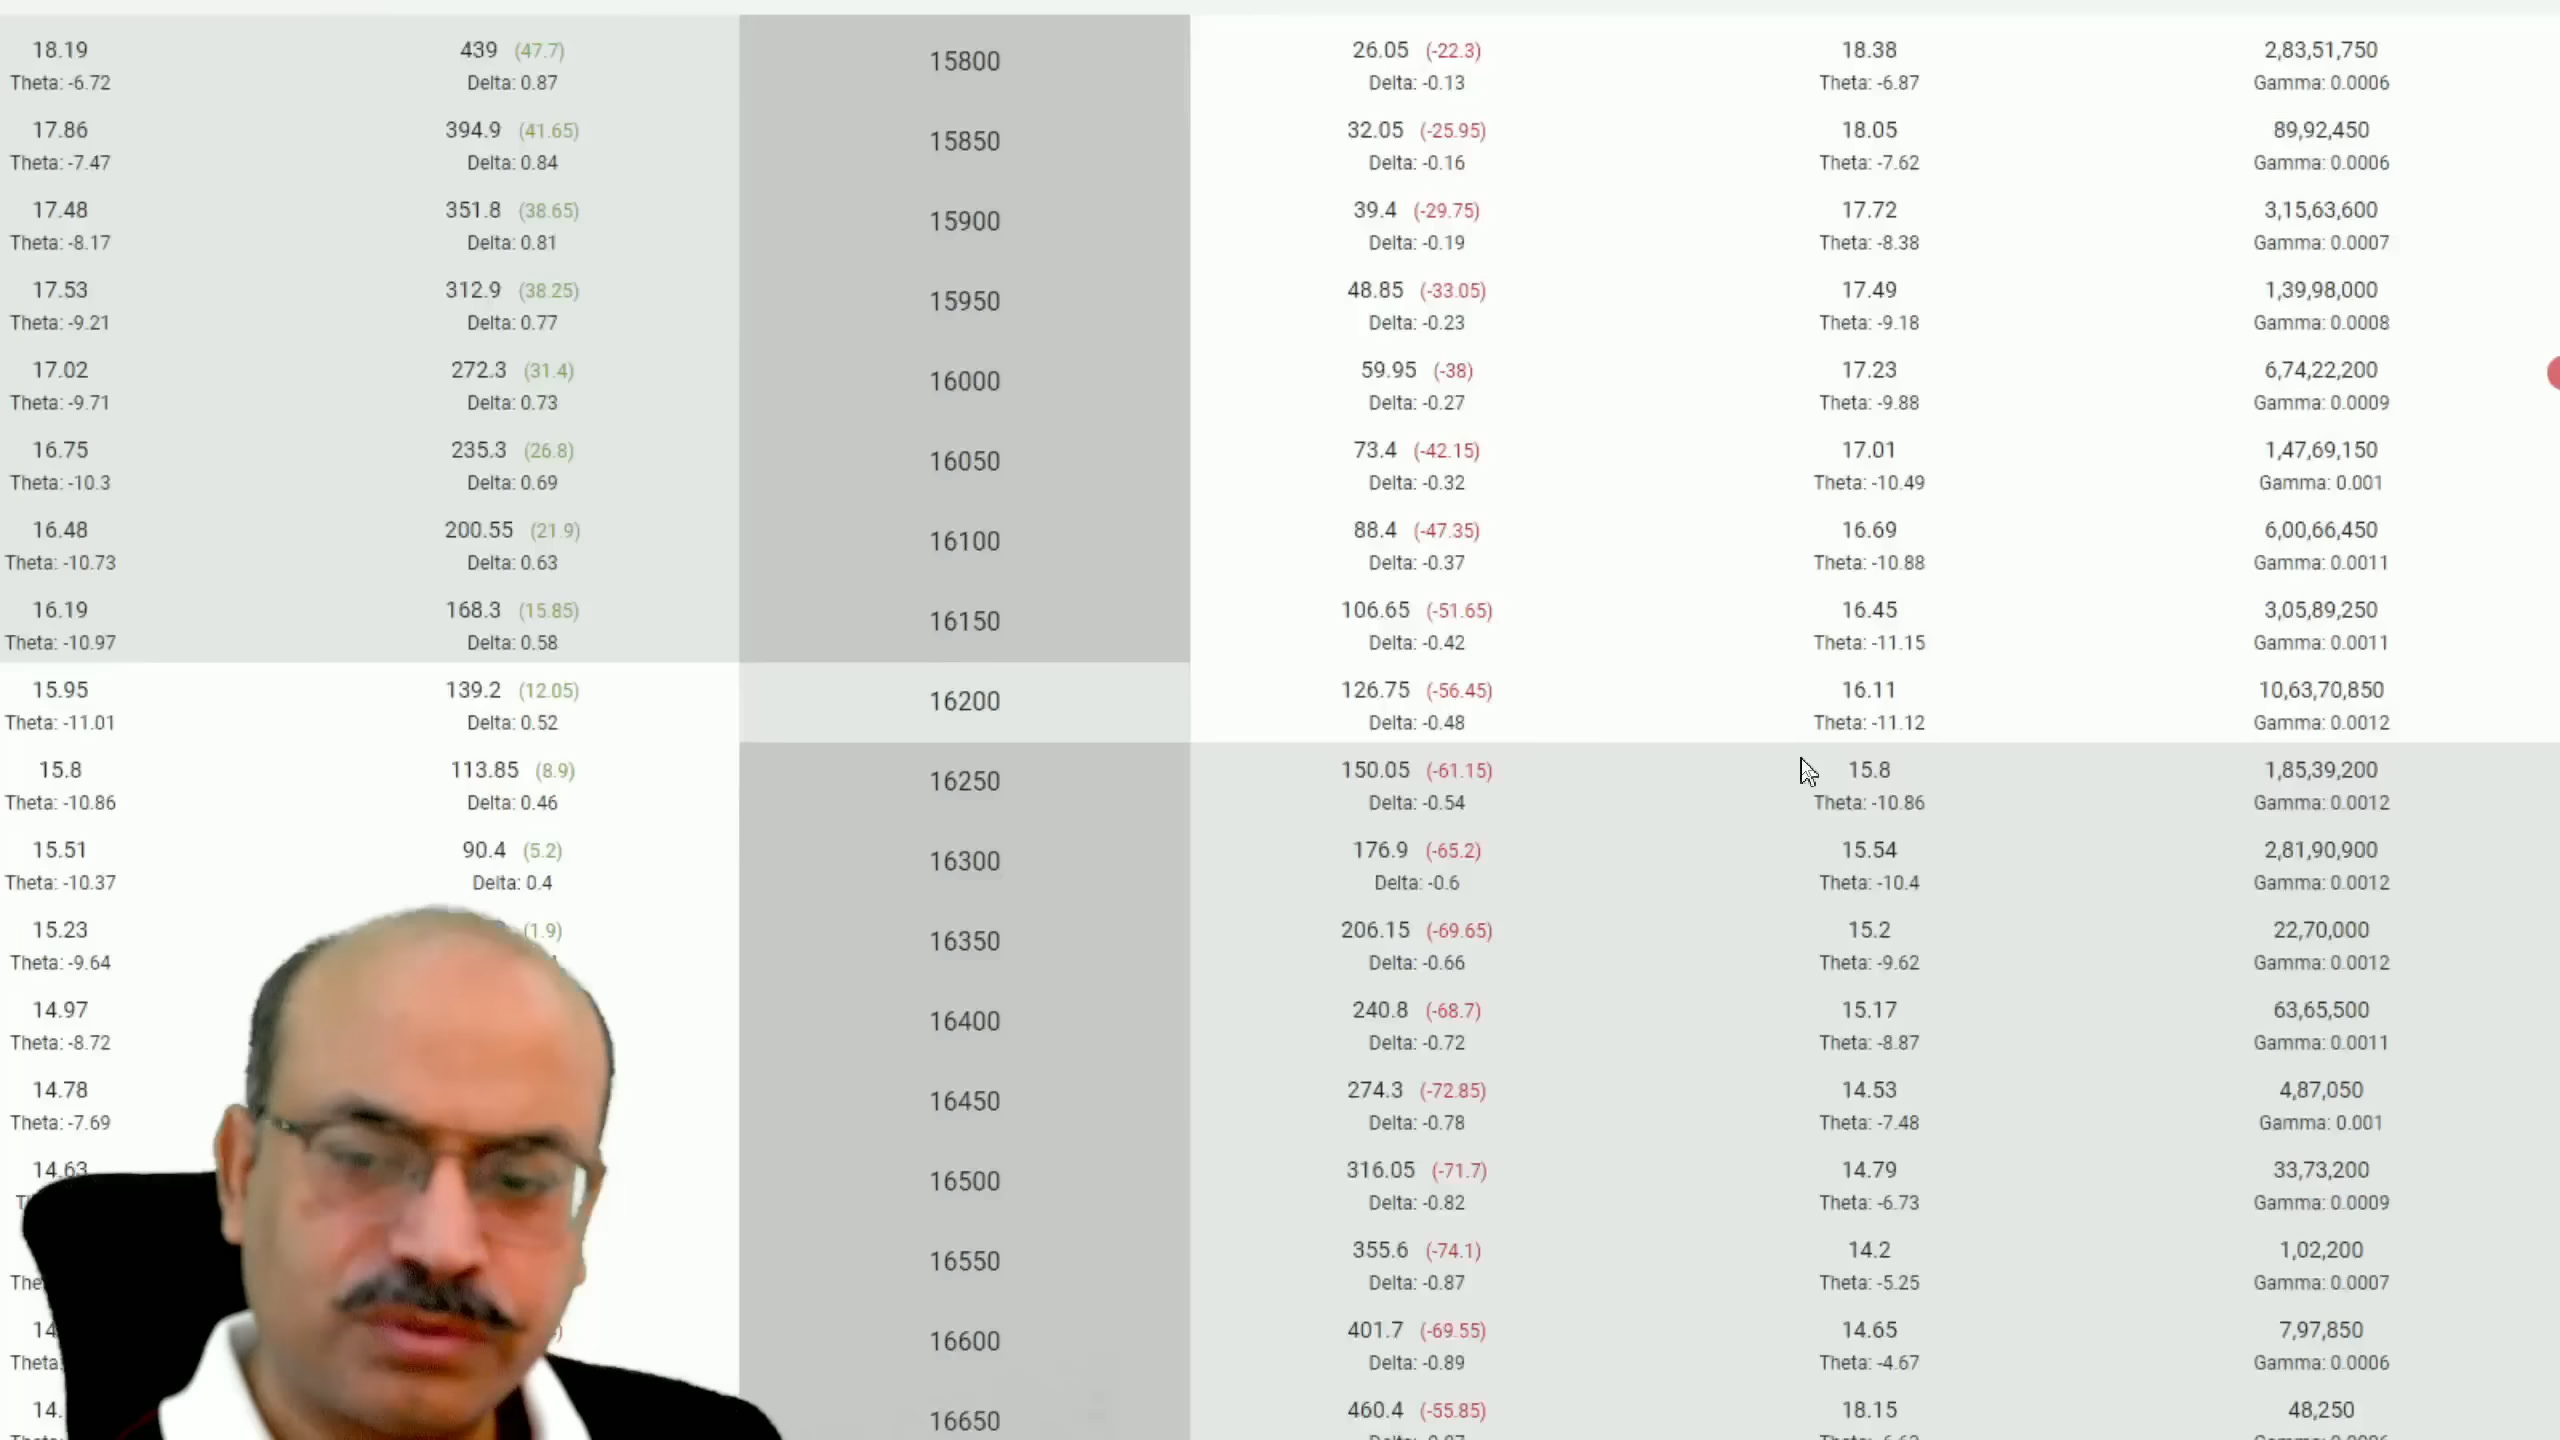 18.19 439 (47.7) 15800 26.05 (-22.3) 18.38 2,83,51,750
Theta: -6.72 Delta: 0.87 Delta: -0.13 Theta: -6.87 Gamma: 0.0006
17.86 394.9 (41.65) 15850 32.05 (-25.95) 18.05 89,92,450
Theta: -7.47 Delta: 0.84 Delta: -0.16 Theta: -7.62 Gamma: 0.0006
17.48 351.8 (38.65) 15900 39.4 (-29.75) 17.72 3,15,63,600
Theta: -8.17 Delta: 0.81 Delta: -0.19 Theta: -8.38 Gamma: 0.0007
17.53 312.9 (38.25) 15950 48.85 (-33.05) 17.49 1,39,98,000
Theta: -9.21 Delta: 0.77 Delta: -0.23 Theta: -9.18 Gamma: 0.0008
17.02 272.3 (31.4) 16000 59.95 (-38) 17.23 6,74,22,200
Theta: -9.71 Delta: 0.73 Delta: -0.27 Theta: -9.88 Gamma: 0.0009
16.75 235.3 (26.8) 16050 73.4 (-42.15) 17.01 1,47,69,150
Theta: -10.3 Delta: 0.69 Delta: -0.32 Theta: -10.49 Gamma: 0.001
16.48 200.55 (21.9) 16100 88.4 (-47.35) 16.69 6,00,66,450
Theta: -10.73 Delta: 0.63 Delta: -0.37 Theta: -10.88 Gamma: 0.0011
16.19 168.3 (15.85) 16150 106.65 (-51.65) 16.45 3,05,89,250
Theta: -10.97 Delta: 0.58 Delta: -0.42 Theta: -11.15 Gamma: 0.0011
15.95 139.2 (12.05) 16200 126.75 (-56.45) 16.11 10,63,70,850
Theta: -11.01 Delta: 0.52 Delta: -0.48 Theta: -11.12 Gamma: 0.0012
15.8 113.85 (8.9) 16250 150.05 (-61.15) 15.8 1,85,39,200
Theta: -10.86 Delta: 0.46 Delta: -0.54 Theta: -10.86 Gamma: 0.0012
15.51 90.4 (5.2) 16300 176.9 (-65.2) 15.54 2,81,90,900
Theta: -10.37 Delta: 0.4 Delta: -0.6 Theta: -10.4 Gamma: 0.0012
15.23 (1.9) 16350 206.15 (-69.65) 15.2 22,70,000
Theta: -9.64 Delta: -0.66 Theta: -9.62 Gamma: 0.0012
14.97 16400 240.8 (-68.7) 15.17 63,65,500
Theta: -8.72 Delta: -0.72 Theta: -8.87 Gamma: 0.0011
14.78 16450 274.3 (-72.85) 14.53 4,87,050
Theta: -7.69 Delta: -0.78 Theta: -7.48 Gamma: 0.001
14.63 16500 316.05 (-71.7) 14.79 33,73,200
Delta: -0.82 Theta: -6.73 Gamma: 0.0009
16550 355.6 (-74.1) 14.2 1,02,200
Delta: -0.87 Theta: -5.25 Gamma: 0.0007
16600 401.7 (-69.55) 14.65 7,97,850
Theta: Delta: -0.89 Theta: -4.67 Gamma: 0.0006
16650 460.4 (-55.85) 18.15 48,250